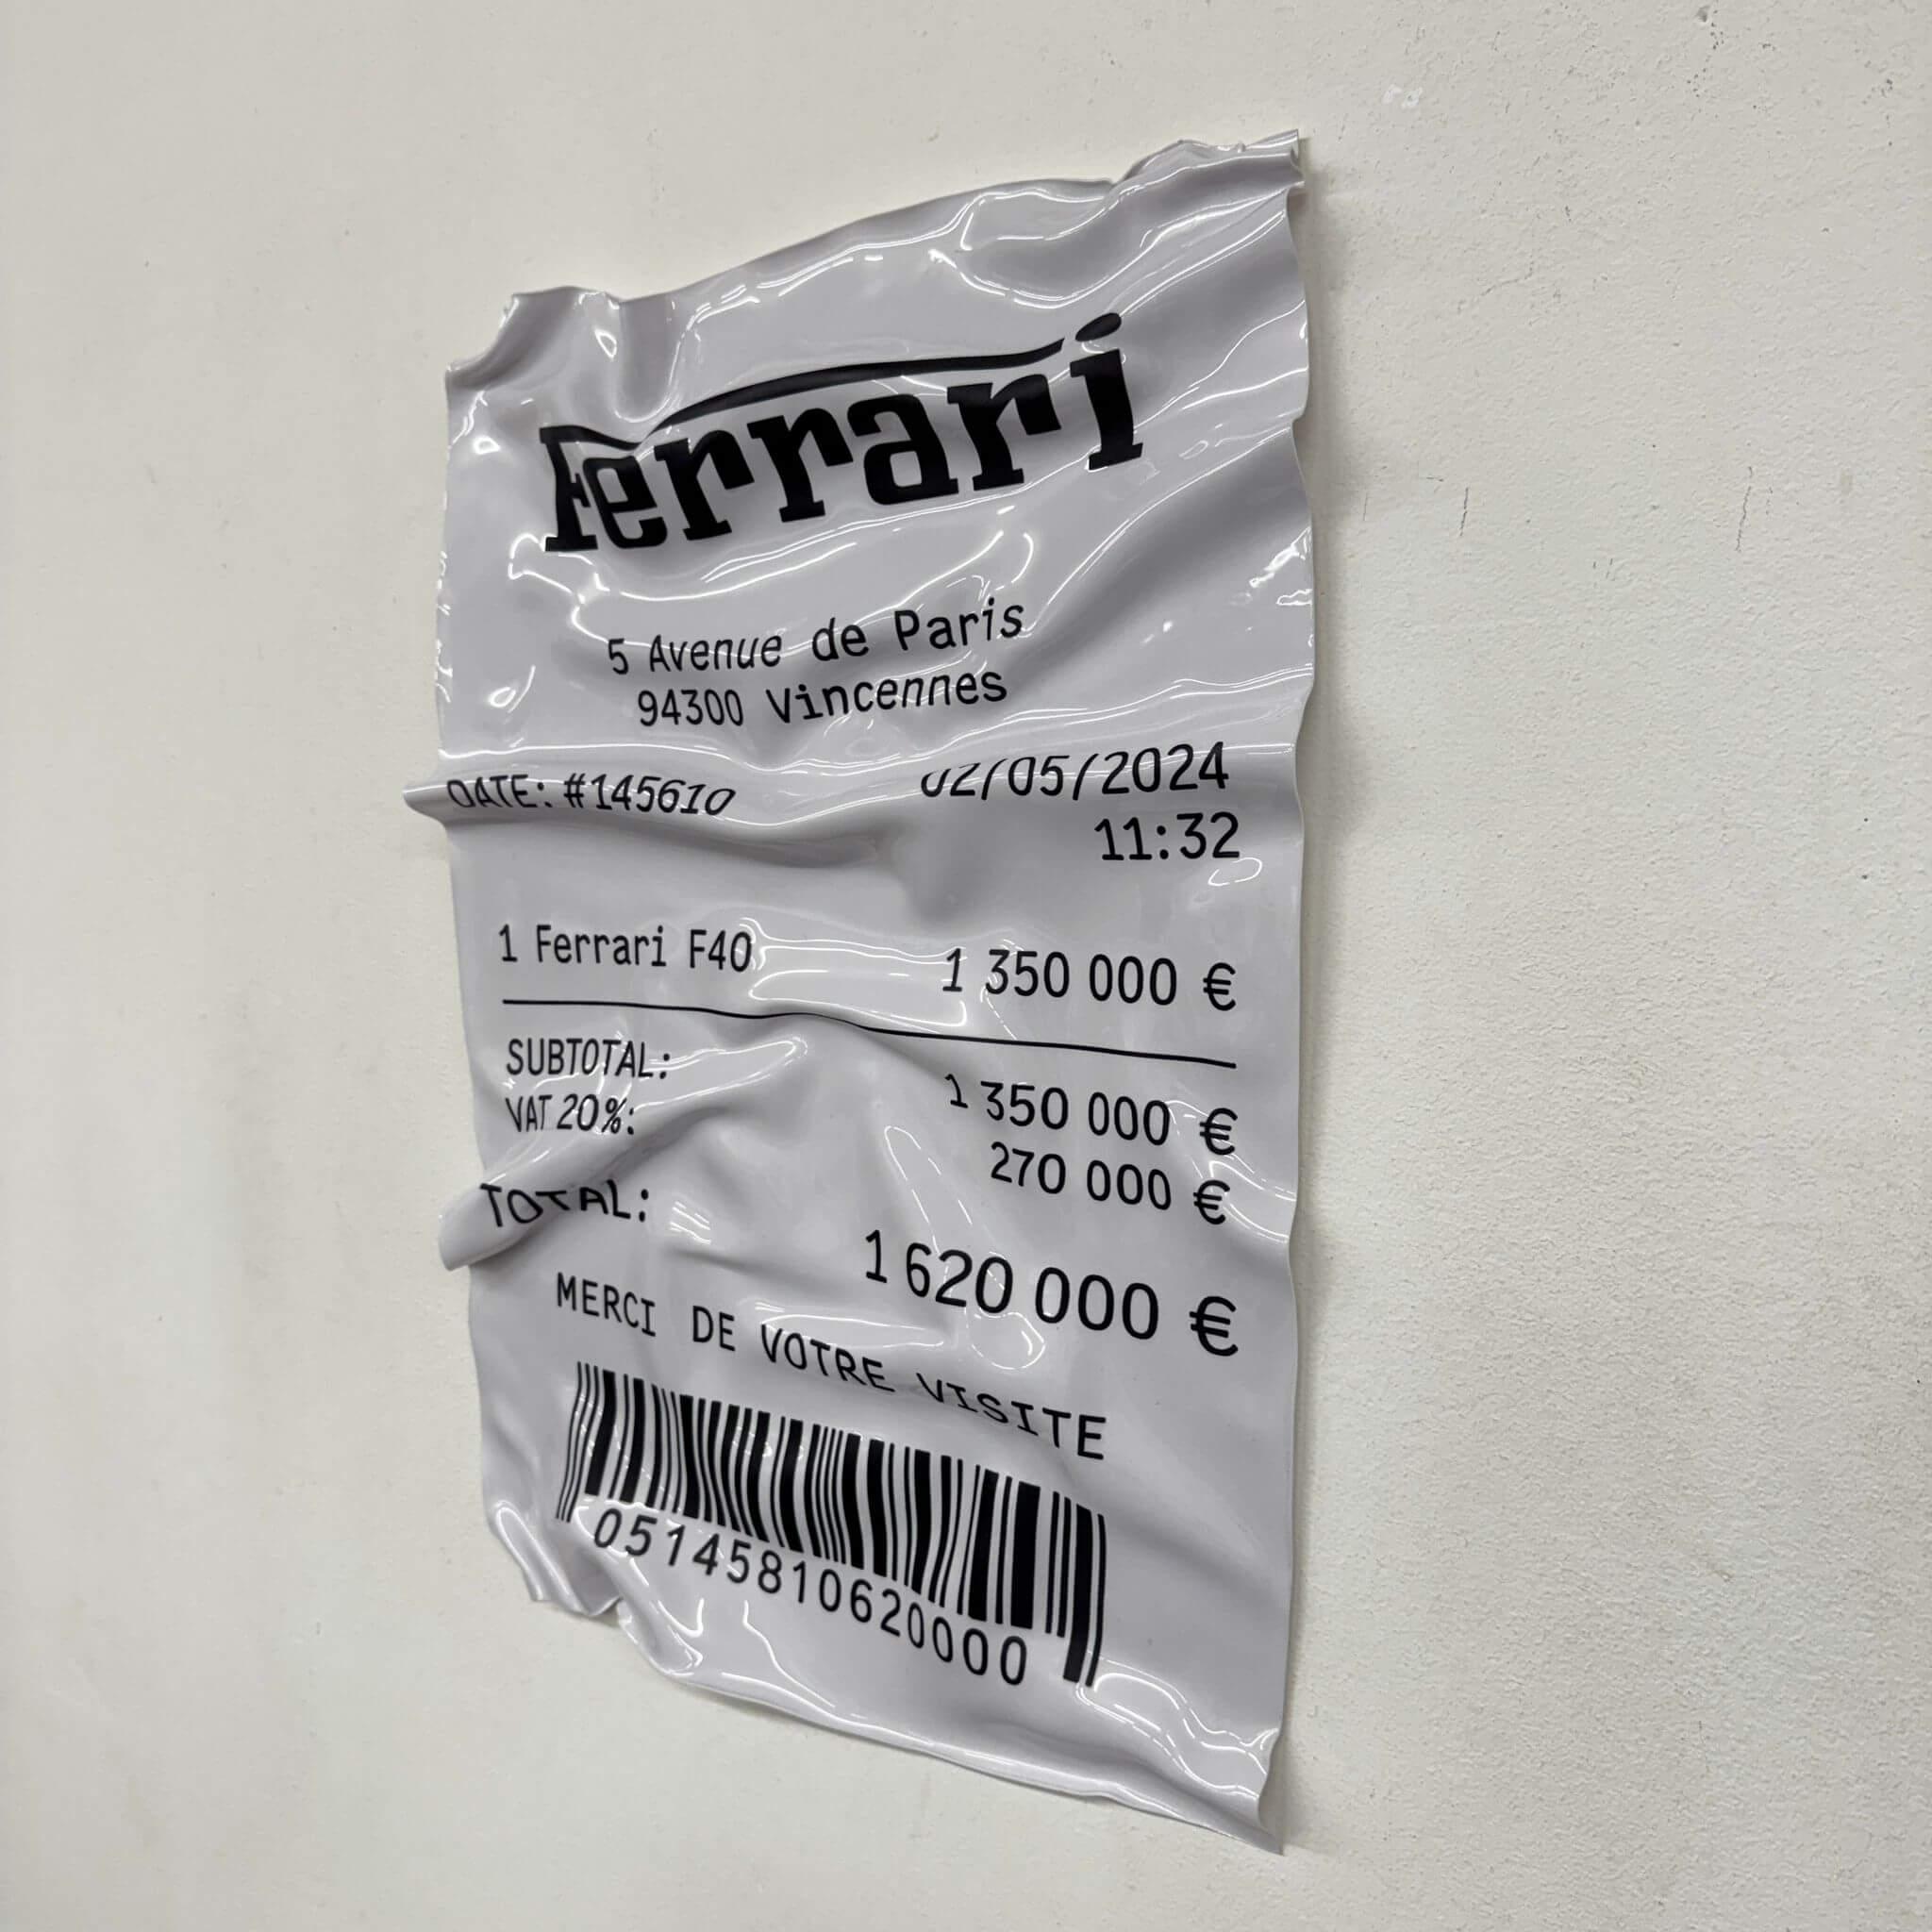 Ferrari
5 Avenue de Paris
94300 Vincennes
DATE: #145610 02/05/2024
11:32
1 Ferrari F40 1 350 000 €
SUBTOTAL: 1 350 000 €
VAT 20%: 270 000 €
TOTAL: 1 620 000 €
MERCI DE VOTRE VISITE
05145810620000